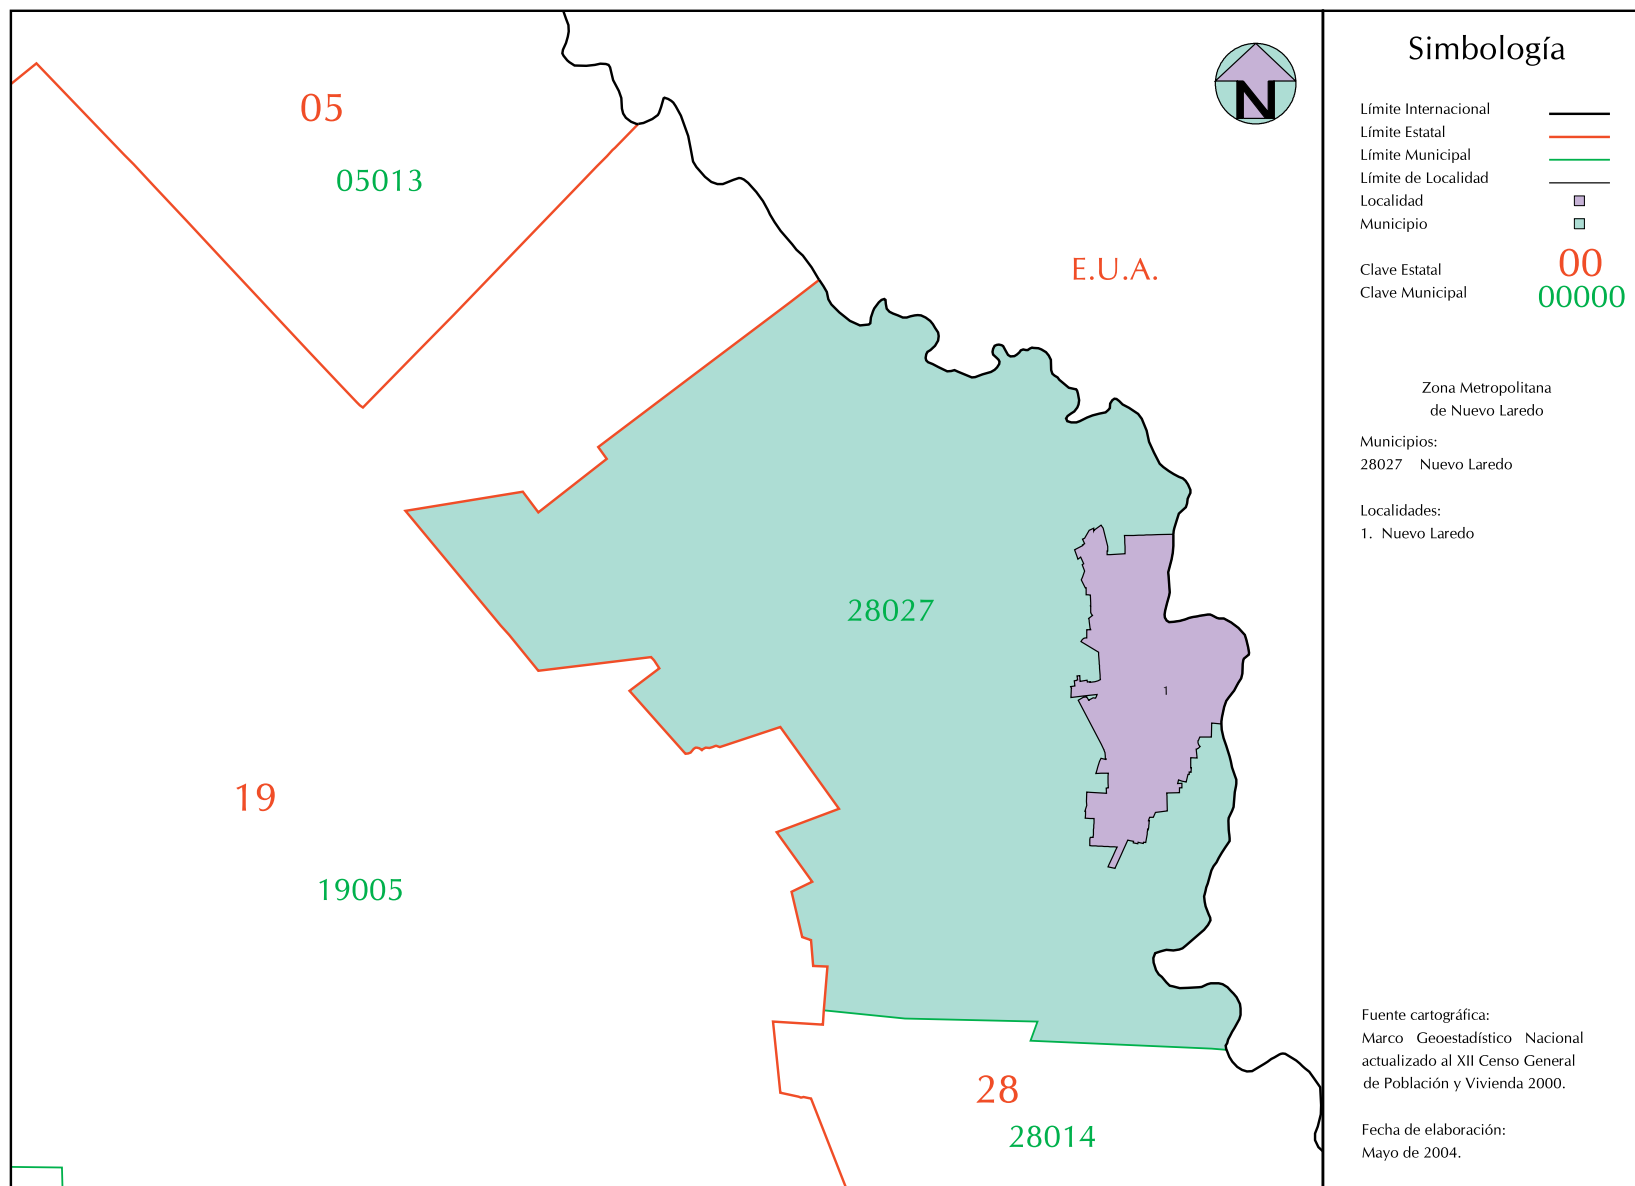 05
05013
N
E.U.A.
28027
1
19
19005
28
28014
Simbología
Límite Internacional
Límite Estatal
Límite Municipal
Límite de Localidad
Localidad
Municipio
Clave Estatal 00
Clave Municipal 00000
Zona Metropolitana
de Nuevo Laredo
Municipios:
28027 Nuevo Laredo
Localidades:
1. Nuevo Laredo
Fuente cartográfica:
Marco Geoestadístico Nacional
actualizado al XII Censo General
de Población y Vivienda 2000.
Fecha de elaboración:
Mayo de 2004.